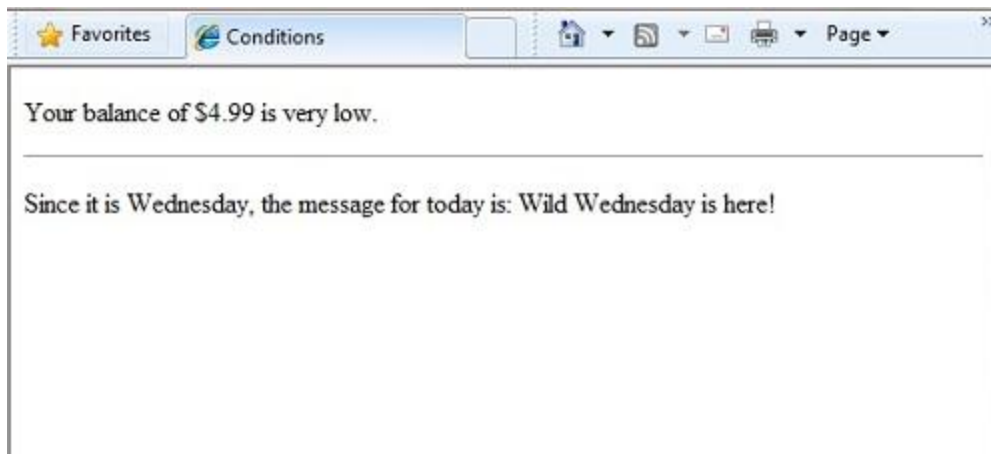 Favorites
Conditions
Page
Your balance of $4.99 is very low.
Since it is Wednesday, the message for today is: Wild Wednesday is here!